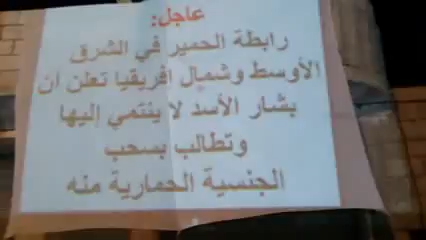 عاجل:
رابطة الحمير في الشرق
الأوسط وشمال افريقيا تعلن ان
بشار الأسد لا ينتمي إليها
وتطالب بسحب
الجنسية الحمارية منه